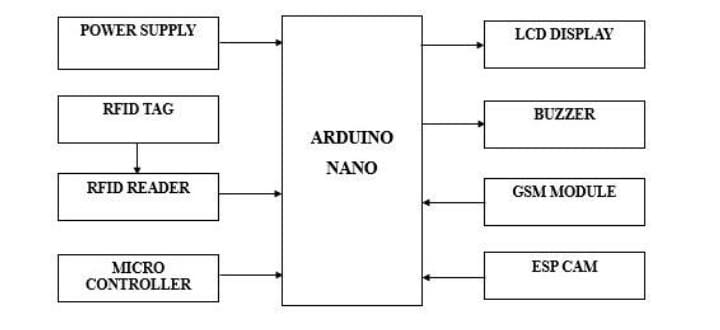 POWER SUPPLY
RFID TAG
RFID READER
MICRO
CONTROLLER
ARDUINO
NANO
LCD DISPLAY
BUZZER
GSM MODULE
ESP CAM